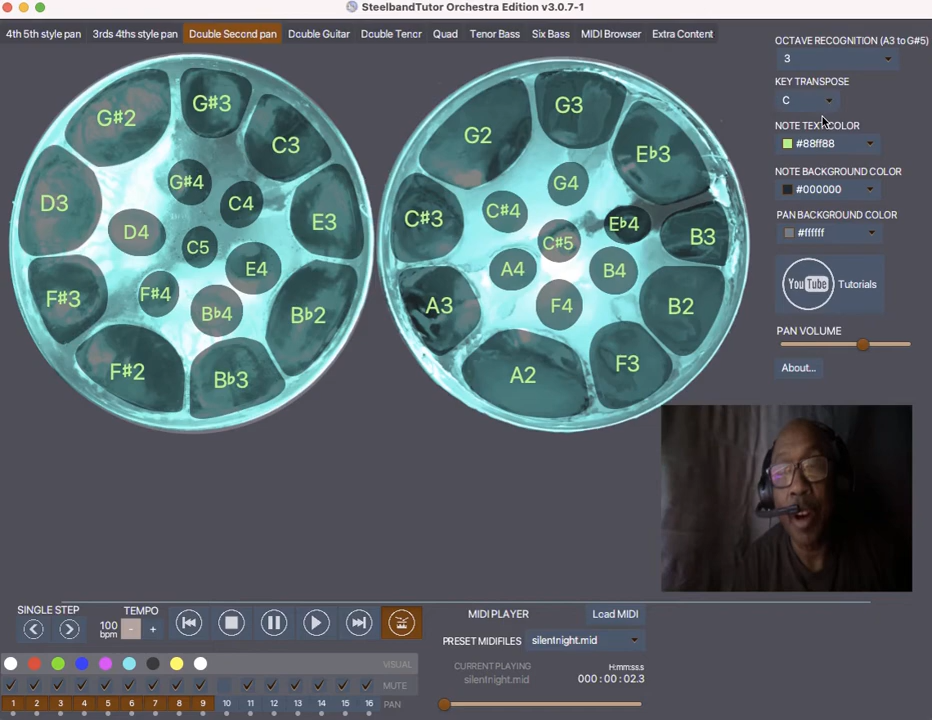 SteelbandTutor Orchestra Edition v3.0.7-1
4th 5th style pan 3rds 4ths style pan Double Second pan Double Guitar Double Tenor Quad Tenor Bass Six Bass MIDI Browser Extra Content
OCTAVE RECOGNITION (A3 to G#5)
3
KEY TRANSPOSE
C
NOTE TEXT COLOR
#88ff88
NOTE BACKGROUND COLOR
#000000
PAN BACKGROUND COLOR
#ffffff
You Tube Tutorials
PAN VOLUME
About...
G#2 G#3 C3
D3 G#4 C4 E3
D4 C5
F#3 F#4 E4 B♭2
B♭4
F#2 B♭3
G2 G3 E♭3
C#3 C#4 G4 E♭4 B3
C#5
A3 A4 B4 B2
F4
A2 F3
SINGLE STEP TEMPO
100
bpm
- +
MIDI PLAYER Load MIDI
PRESET MIDIFILES silentnight.mid
CURRENT PLAYING H:mm:s.s
silentnight.mid 000 : 00 : 02.3
VISUAL
MUTE
1 2 3 4 5 6 7 8 9 10 11 12 13 14 15 16 PAN